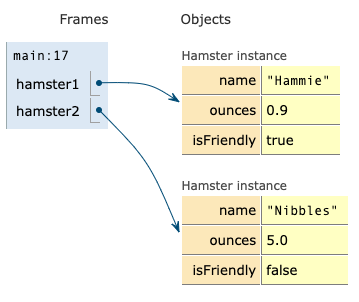 Frames
Objects
main:17
hamster1
hamster2
Hamster instance
name "Hammie"
ounces 0.9
isFriendly true
Hamster instance
name "Nibbles"
ounces 5.0
isFriendly false